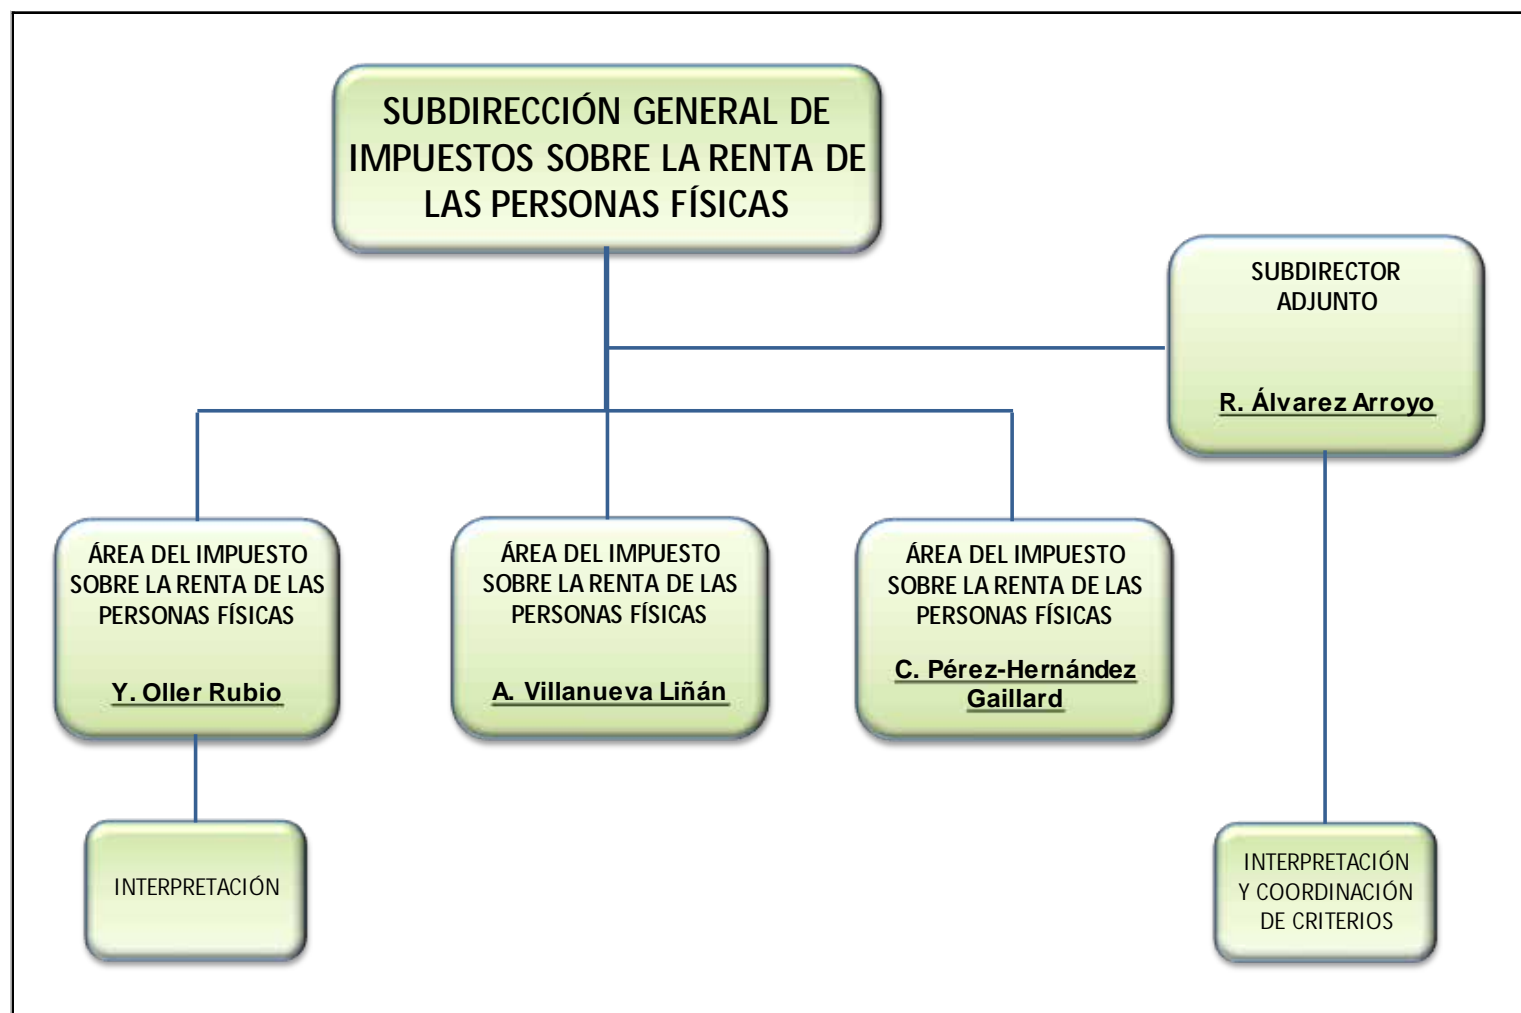 SUBDIRECCIÓN GENERAL DE
IMPUESTOS SOBRE LA RENTA DE
LAS PERSONAS FÍSICAS
SUBDIRECTOR
ADJUNTO
R. Álvarez Arroyo
ÁREA DEL IMPUESTO
SOBRE LA RENTA DE LAS
PERSONAS FÍSICAS
Y. Oller Rubio
ÁREA DEL IMPUESTO
SOBRE LA RENTA DE LAS
PERSONAS FÍSICAS
A. Villanueva Liñán
ÁREA DEL IMPUESTO
SOBRE LA RENTA DE LAS
PERSONAS FÍSICAS
C. Pérez-Hernández
Gaillard
INTERPRETACIÓN
INTERPRETACIÓN
Y COORDINACIÓN
DE CRITERIOS